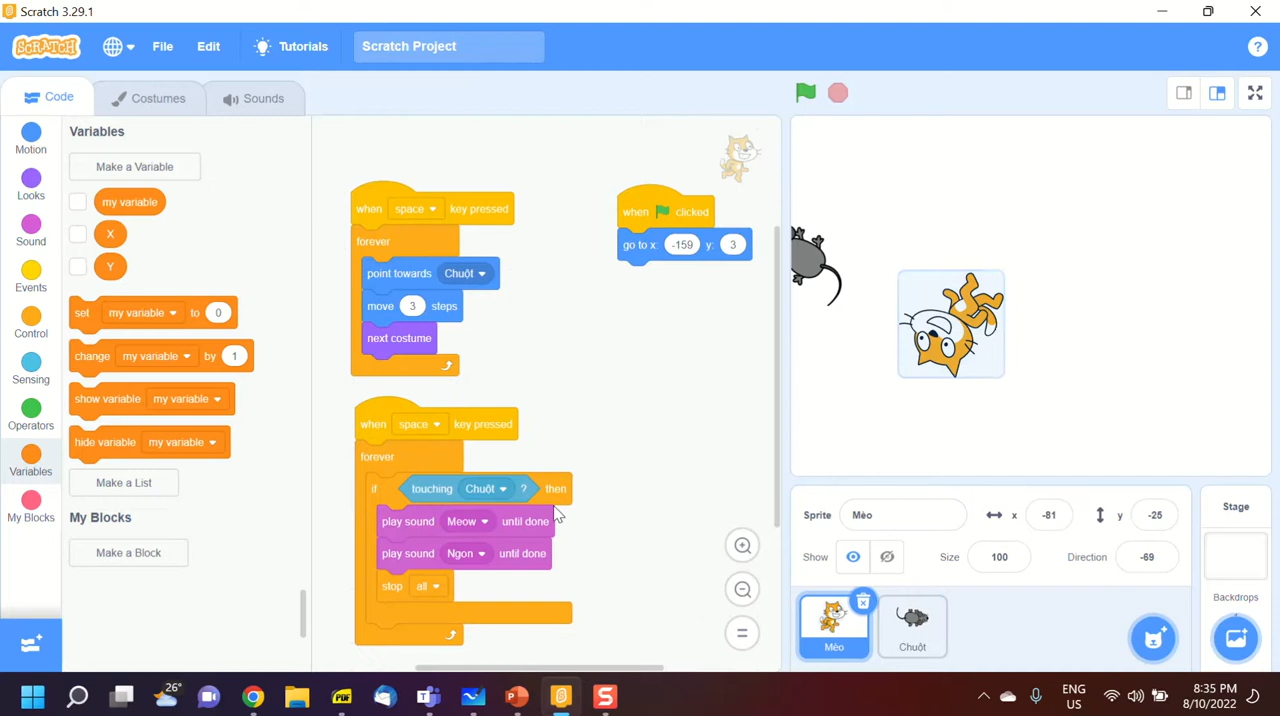 Scratch 3.29.1
SCRATCH File Edit Tutorials Scratch Project ?
Code Costumes Sounds
Motion
Looks
Sound
Events
Control
Sensing
Operators
Variables
My Blocks
Variables
Make a Variable
my variable
X
Y
set my variable to 0
change my variable by 1
show variable my variable
hide variable my variable
Make a List
My Blocks
Make a Block
when space key pressed
forever
point towards Chuột
move 3 steps
next costume
when space key pressed
forever
if touching Chuột ? then
play sound Meow until done
play sound Ngon until done
stop all
when clicked
go to x: -159 y: 3
Sprite Mèo x -81 y -25
Show Size 100 Direction -69
Mèo
Chuột
Stage
Backdrops
26°
PDF
S
ENG
US
8:35 PM
8/10/2022